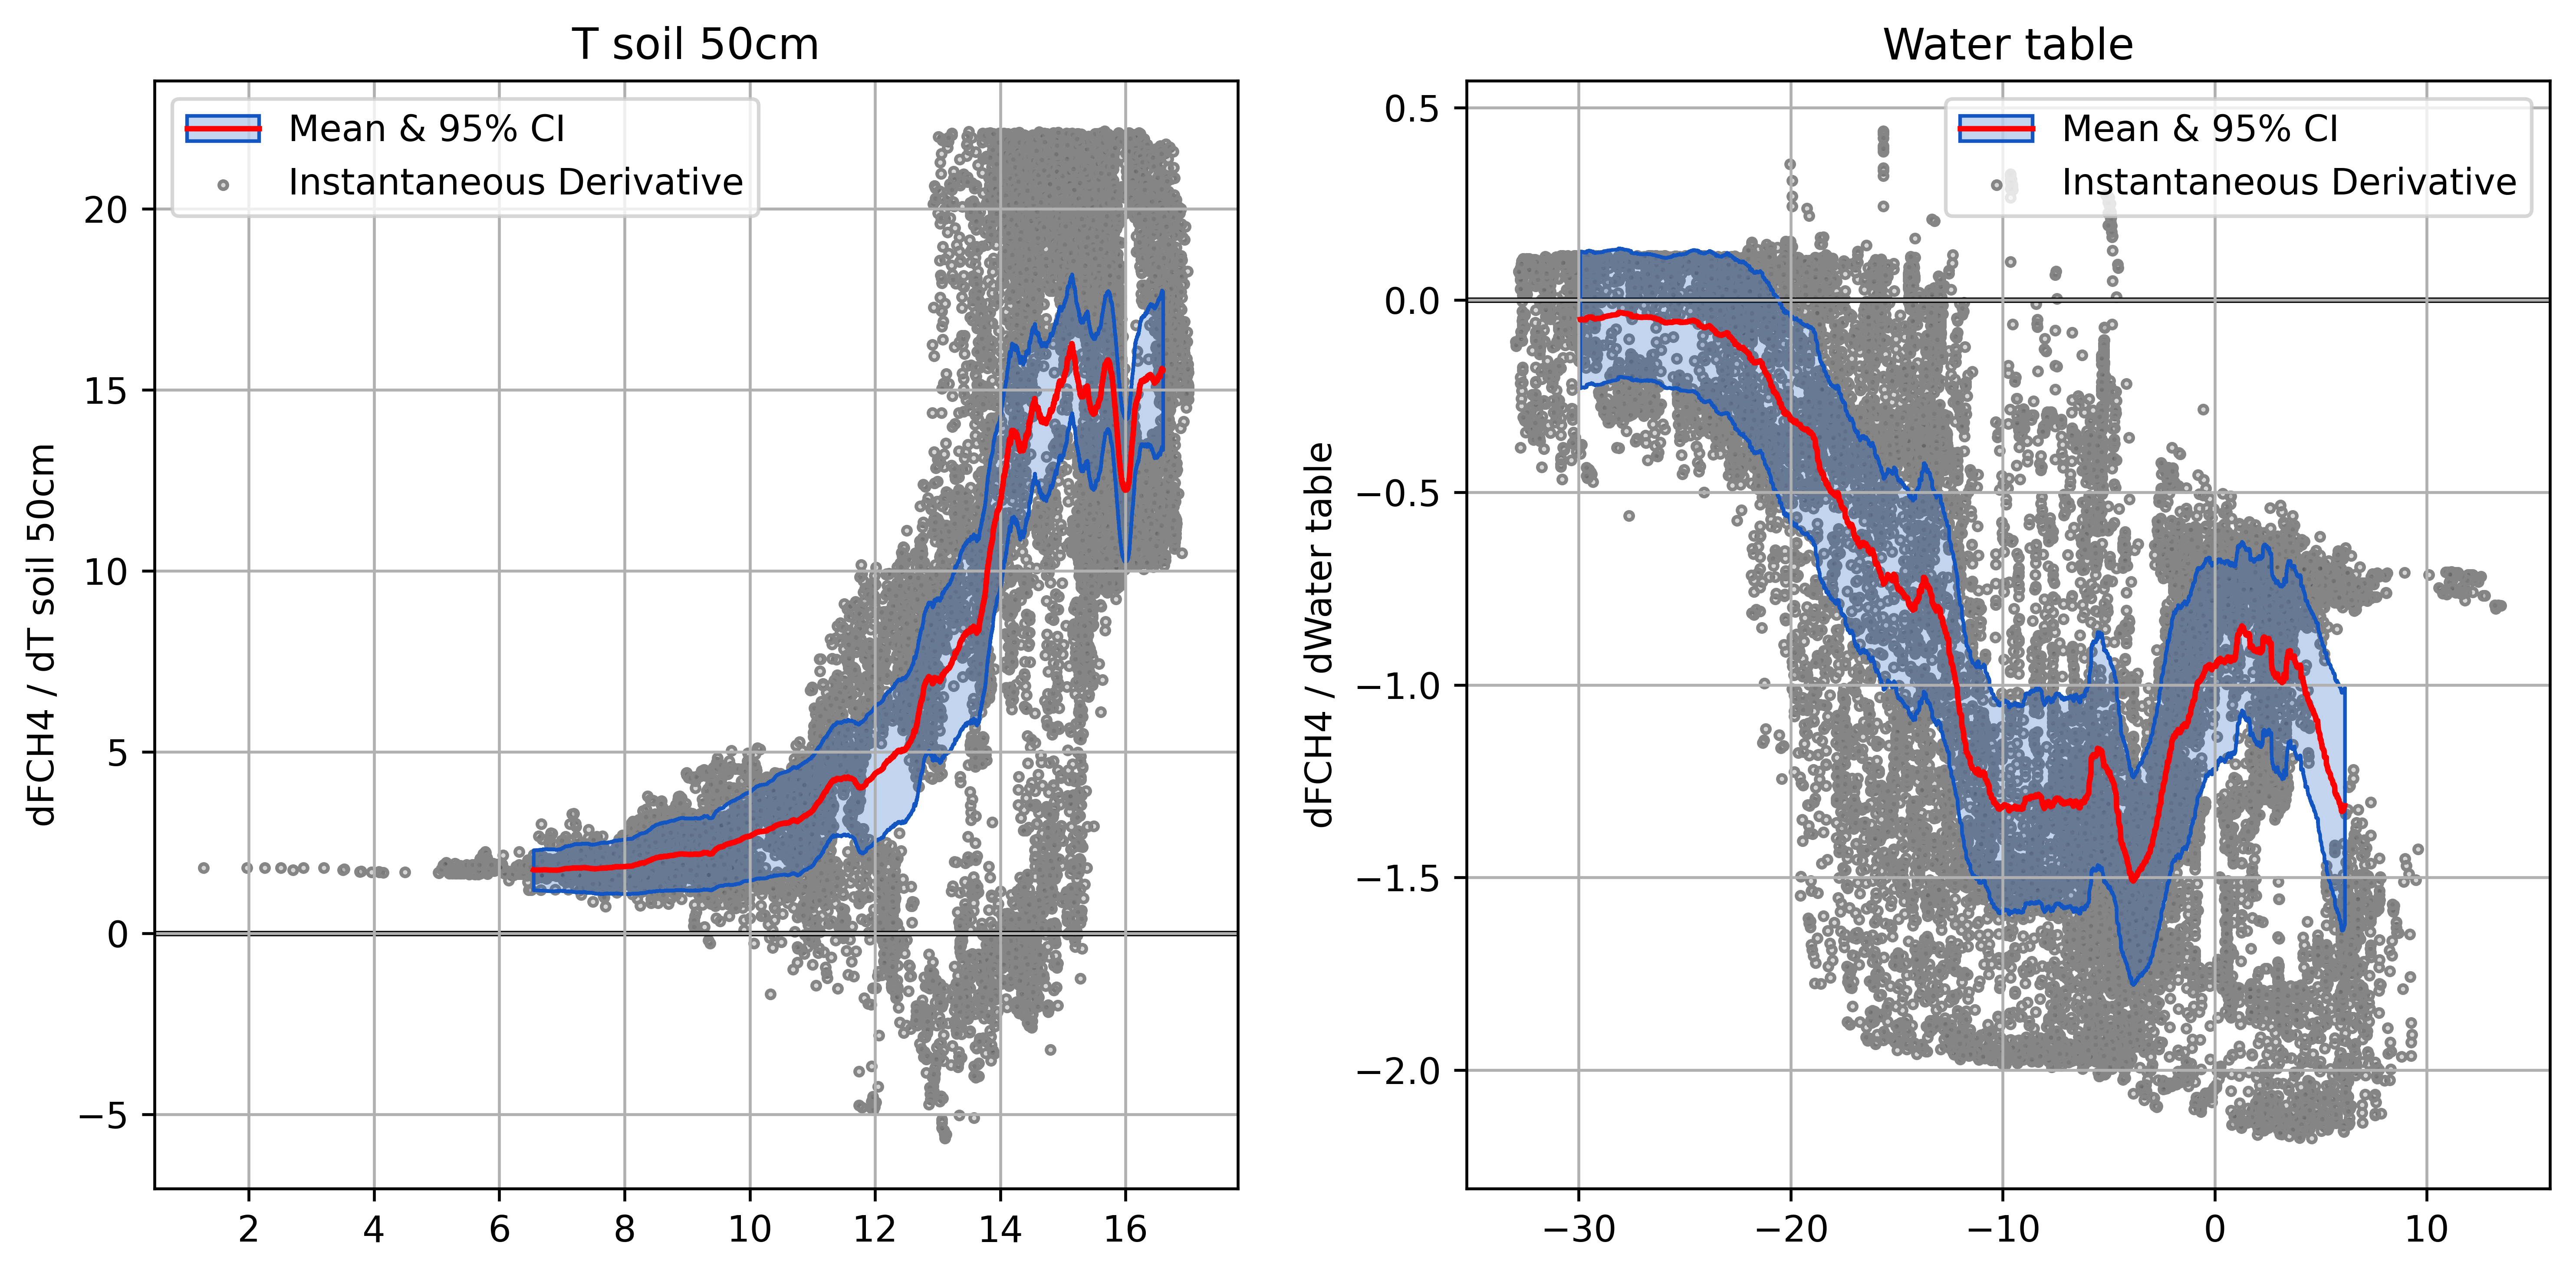 T soil 50cm
Mean & 95% CI
Instantaneous Derivative
dFCH4 / dT soil 50cm
20
15
10
5
0
−5
2 4 6 8 10 12 14 16
Water table
Mean & 95% CI
Instantaneous Derivative
dFCH4 / dWater table
0.5
0.0
−0.5
−1.0
−1.5
−2.0
−30 −20 −10 0 10